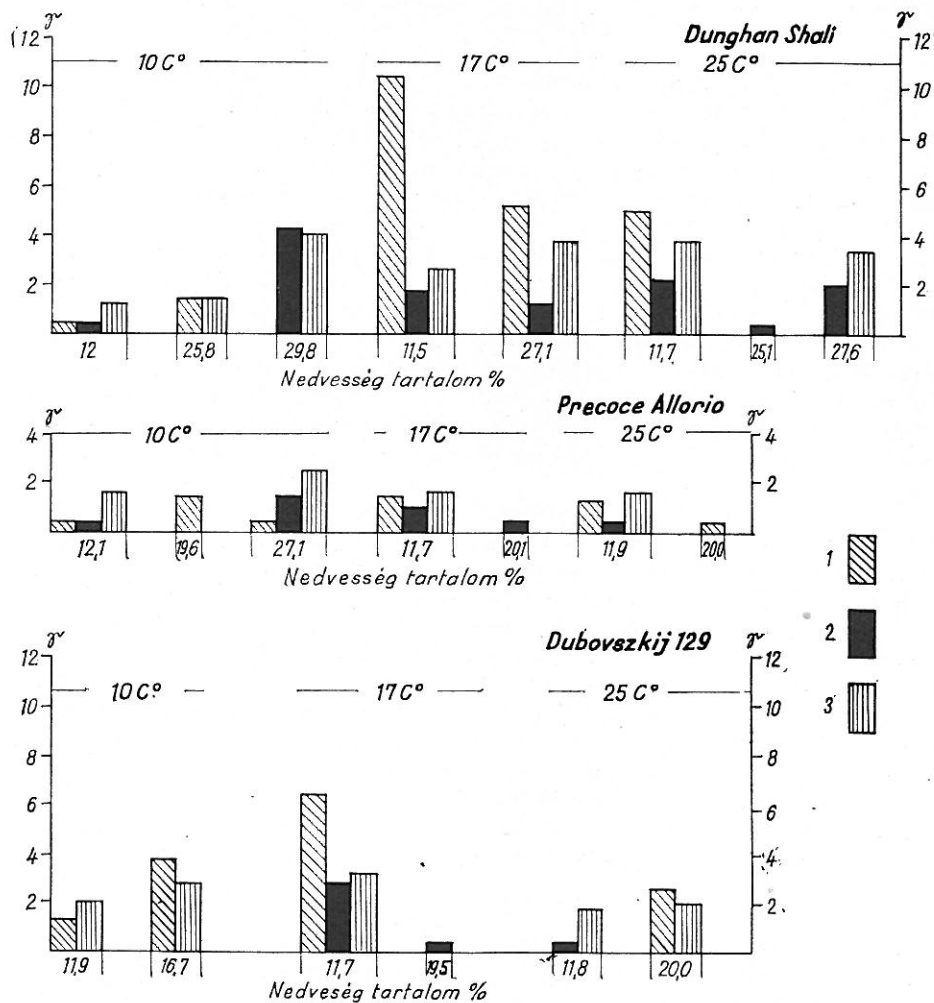 γ γ
Dunghan Shali
(12 12
10 C° 17 C° 25 C°
10 10
8 8
6 6
4 4
2 2
12 25,8 29,8 11,5 27,1 11,7 25,1 27,6
Nedvesség tartalom %
Precoce Allorio
γ γ
4 4
10 C° 17 C° 25 C°
2 2
12,1 19,6 27,1 11,7 20,1 11,9 20,0
Nedvesség tartalom %
1
2
3
Dubovszkij 129
γ γ
12 12
10 C° 17 C° 25 C°
10 10
8 8
6 6
4 4
2 2
11,9 16,7 11,7 19,5 11,8 20,0
Nedveség tartalom %